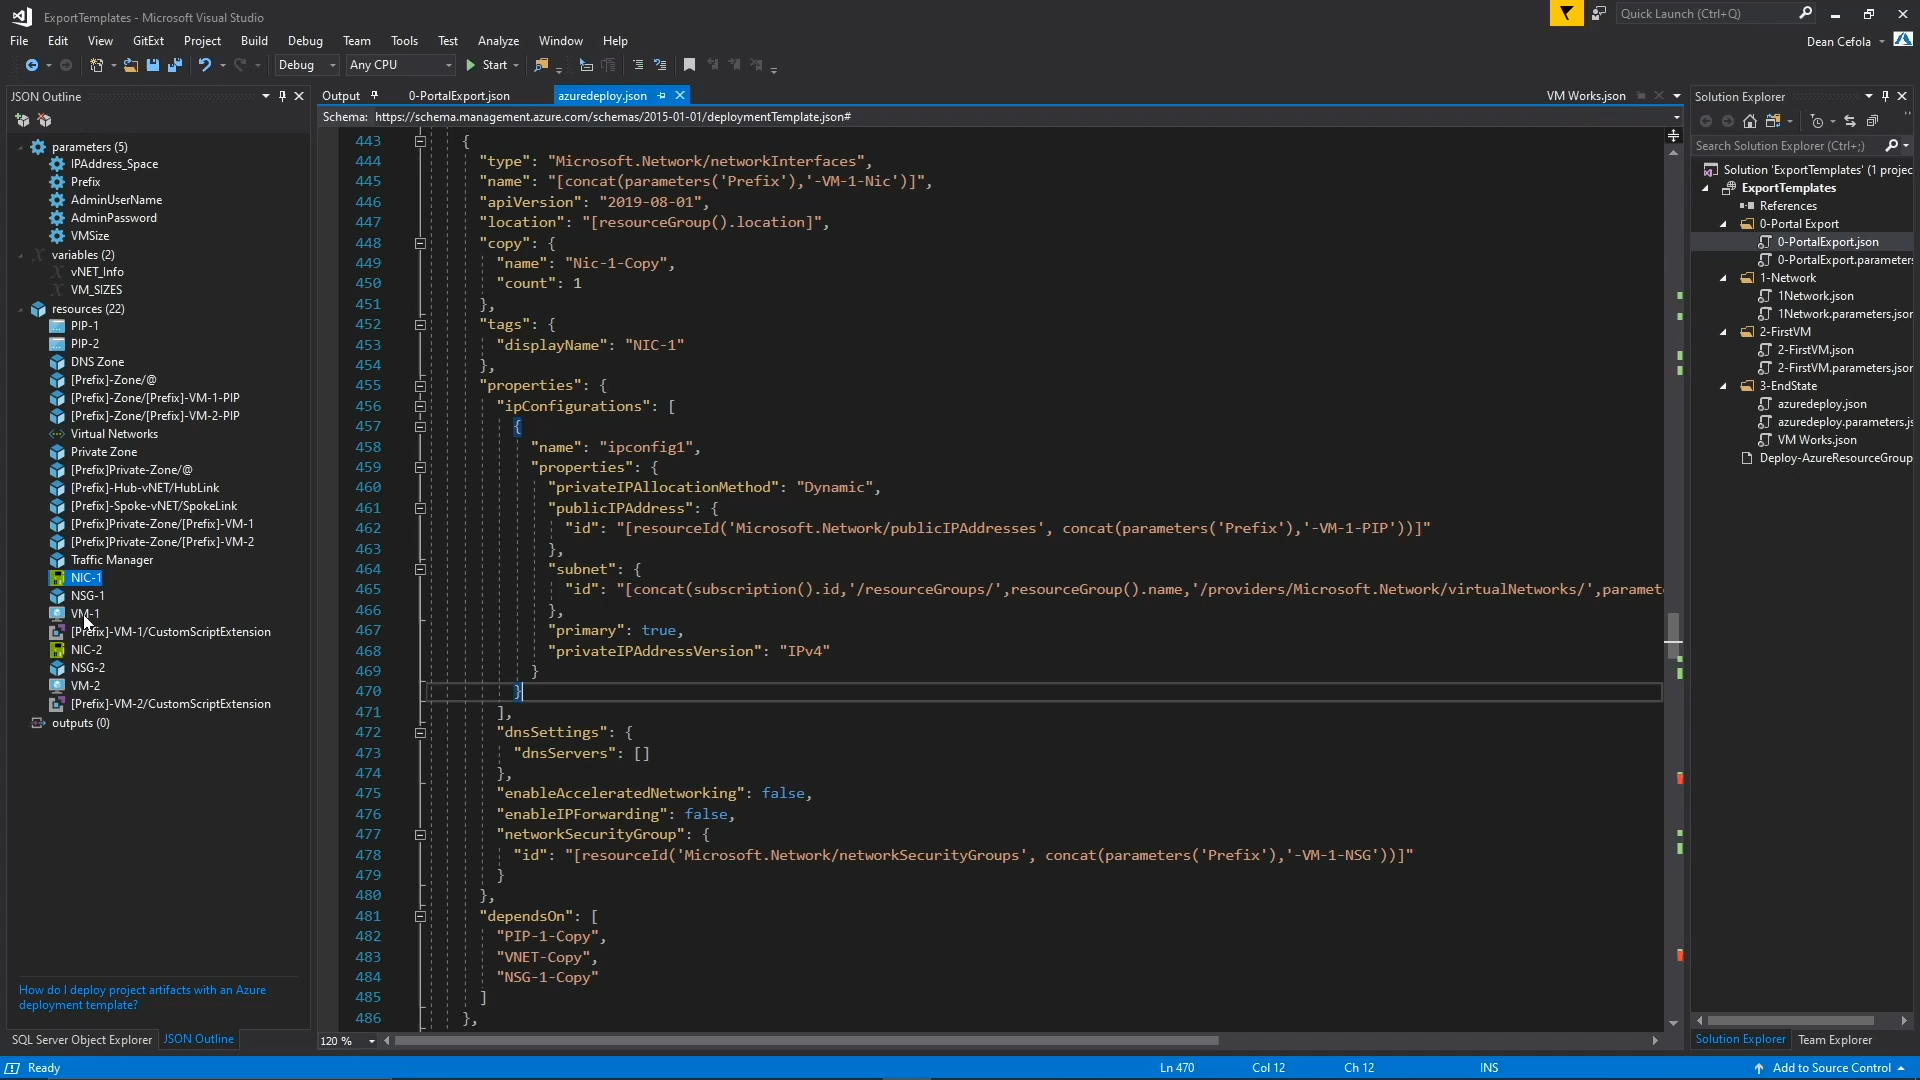 ExportTemplates - Microsoft Visual Studio
Quick Launch (Ctrl+Q)
File Edit View GitExt Project Build Debug Team Tools Test Analyze Window Help
Dean Cefola
Debug Any CPU Start
JSON Outline
parameters (5)
IPAddress_Space
Prefix
AdminUserName
AdminPassword
VMSize
variables (2)
vNET_Info
VM_SIZES
resources (22)
PIP-1
PIP-2
DNS Zone
[Prefix]-Zone/@
[Prefix]-Zone/[Prefix]-VM-1-PIP
[Prefix]-Zone/[Prefix]-VM-2-PIP
Virtual Networks
Private Zone
[Prefix]Private-Zone/@
[Prefix]-Hub-vNET/HubLink
[Prefix]-Spoke-vNET/SpokeLink
[Prefix]Private-Zone/[Prefix]-VM-1
[Prefix]Private-Zone/[Prefix]-VM-2
Traffic Manager
NIC-1
NSG-1
VM-1
[Prefix]-VM-1/CustomScriptExtension
NIC-2
NSG-2
VM-2
[Prefix]-VM-2/CustomScriptExtension
outputs (0)
How do I deploy project artifacts with an Azure
deployment template?
SQL Server Object Explorer JSON Outline
Output 0-PortalExport.json azuredeploy.json VM Works.json
Schema: https://schema.management.azure.com/schemas/2015-01-01/deploymentTemplate.json#
443 {
444 "type": "Microsoft.Network/networkInterfaces",
445 "name": "[concat(parameters('Prefix'),'-VM-1-Nic')]",
446 "apiVersion": "2019-08-01",
447 "location": "[resourceGroup().location]",
448 "copy": {
449 "name": "Nic-1-Copy",
450 "count": 1
451 },
452 "tags": {
453 "displayName": "NIC-1"
454 },
455 "properties": {
456 "ipConfigurations": [
457 {
458 "name": "ipconfig1",
459 "properties": {
460 "privateIPAllocationMethod": "Dynamic",
461 "publicIPAddress": {
462 "id": "[resourceId('Microsoft.Network/publicIPAddresses', concat(parameters('Prefix'),'-VM-1-PIP'))]"
463 },
464 "subnet": {
465 "id": "[concat(subscription().id,'/resourceGroups/',resourceGroup().name,'/providers/Microsoft.Network/virtualNetworks/',paramet
466 },
467 "primary": true,
468 "privateIPAddressVersion": "IPv4"
469 }
470 }
471 ],
472 "dnsSettings": {
473 "dnsServers": []
474 },
475 "enableAcceleratedNetworking": false,
476 "enableIPForwarding": false,
477 "networkSecurityGroup": {
478 "id": "[resourceId('Microsoft.Network/networkSecurityGroups', concat(parameters('Prefix'),'-VM-1-NSG'))]"
479 }
480 },
481 "dependsOn": [
482 "PIP-1-Copy",
483 "VNET-Copy",
484 "NSG-1-Copy"
485 ]
486 },
120 %
Solution Explorer
Search Solution Explorer (Ctrl+;)
Solution 'ExportTemplates' (1 projec
ExportTemplates
References
0-Portal Export
0-PortalExport.json
0-PortalExport.parameters
1-Network
1Network.json
1Network.parameters.json
2-FirstVM
2-FirstVM.json
2-FirstVM.parameters.json
3-EndState
azuredeploy.json
azuredeploy.parameters.js
VM Works.json
Deploy-AzureResourceGroup
Solution Explorer Team Explorer
Ready Ln 470 Col 12 Ch 12 INS Add to Source Control